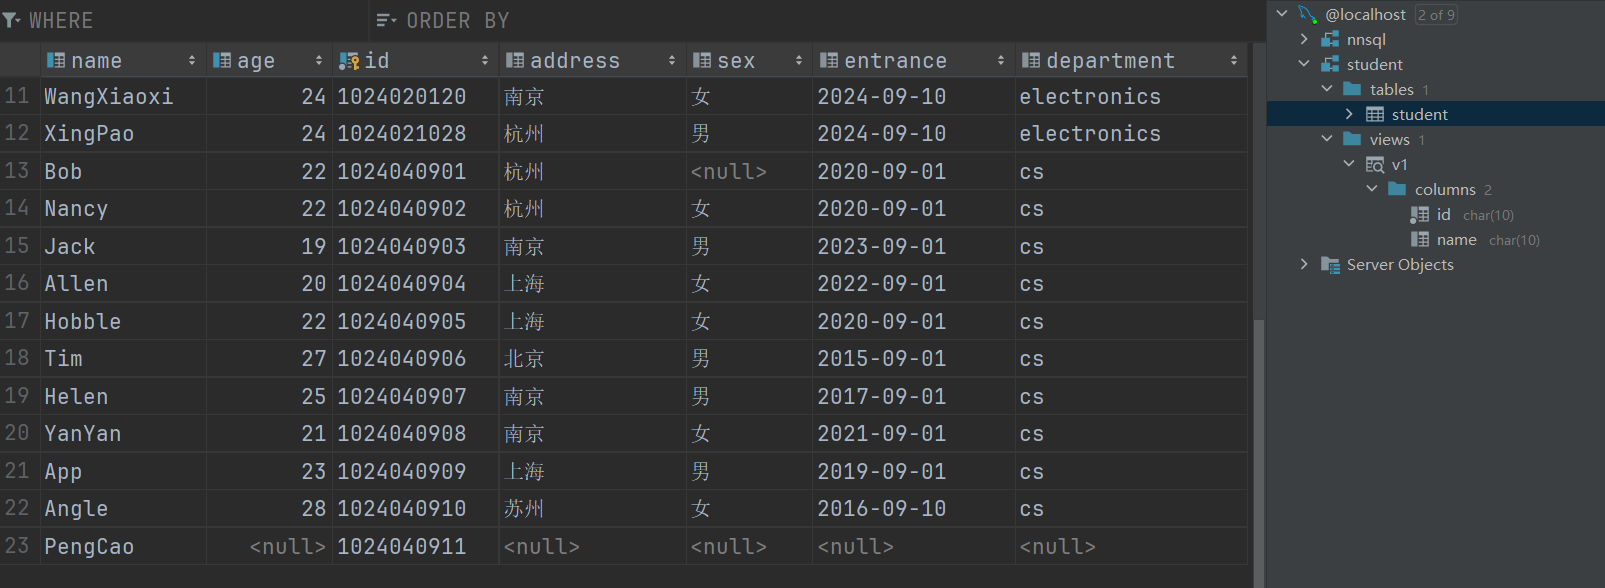 WHERE ORDER BY
name age id address sex entrance department
11 WangXiaoxi 24 1024020120 南京 女 2024-09-10 electronics
12 XingPao 24 1024021028 杭州 男 2024-09-10 electronics
13 Bob 22 1024040901 杭州 <null> 2020-09-01 cs
14 Nancy 22 1024040902 杭州 女 2020-09-01 cs
15 Jack 19 1024040903 南京 男 2023-09-01 cs
16 Allen 20 1024040904 上海 女 2022-09-01 cs
17 Hobble 22 1024040905 上海 女 2020-09-01 cs
18 Tim 27 1024040906 北京 男 2015-09-01 cs
19 Helen 25 1024040907 南京 男 2017-09-01 cs
20 YanYan 21 1024040908 南京 女 2021-09-01 cs
21 App 23 1024040909 上海 男 2019-09-01 cs
22 Angle 28 1024040910 苏州 女 2016-09-10 cs
23 PengCao <null> 1024040911 <null> <null> <null> <null>
@localhost 2 of 9
nnsql
student
tables 1
student
views 1
v1
columns 2
id char(10)
name char(10)
Server Objects